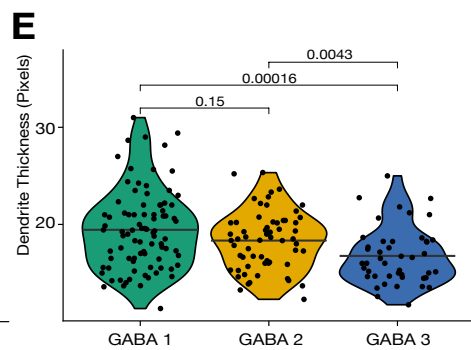 E
Dendrite Thickness (Pixels)
0.0043
0.00016
0.15
30
20
GABA 1 GABA 2 GABA 3